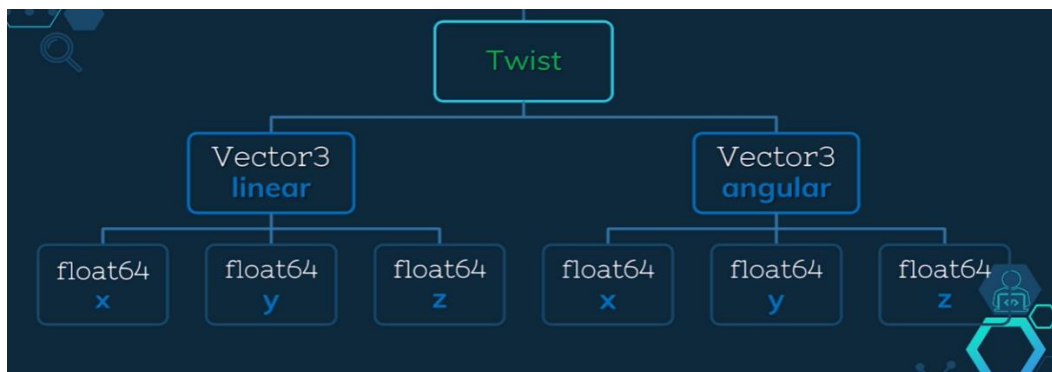 Twist
Vector3
linear
Vector3
angular
float64
x
float64
y
float64
z
float64
x
float64
y
float64
z